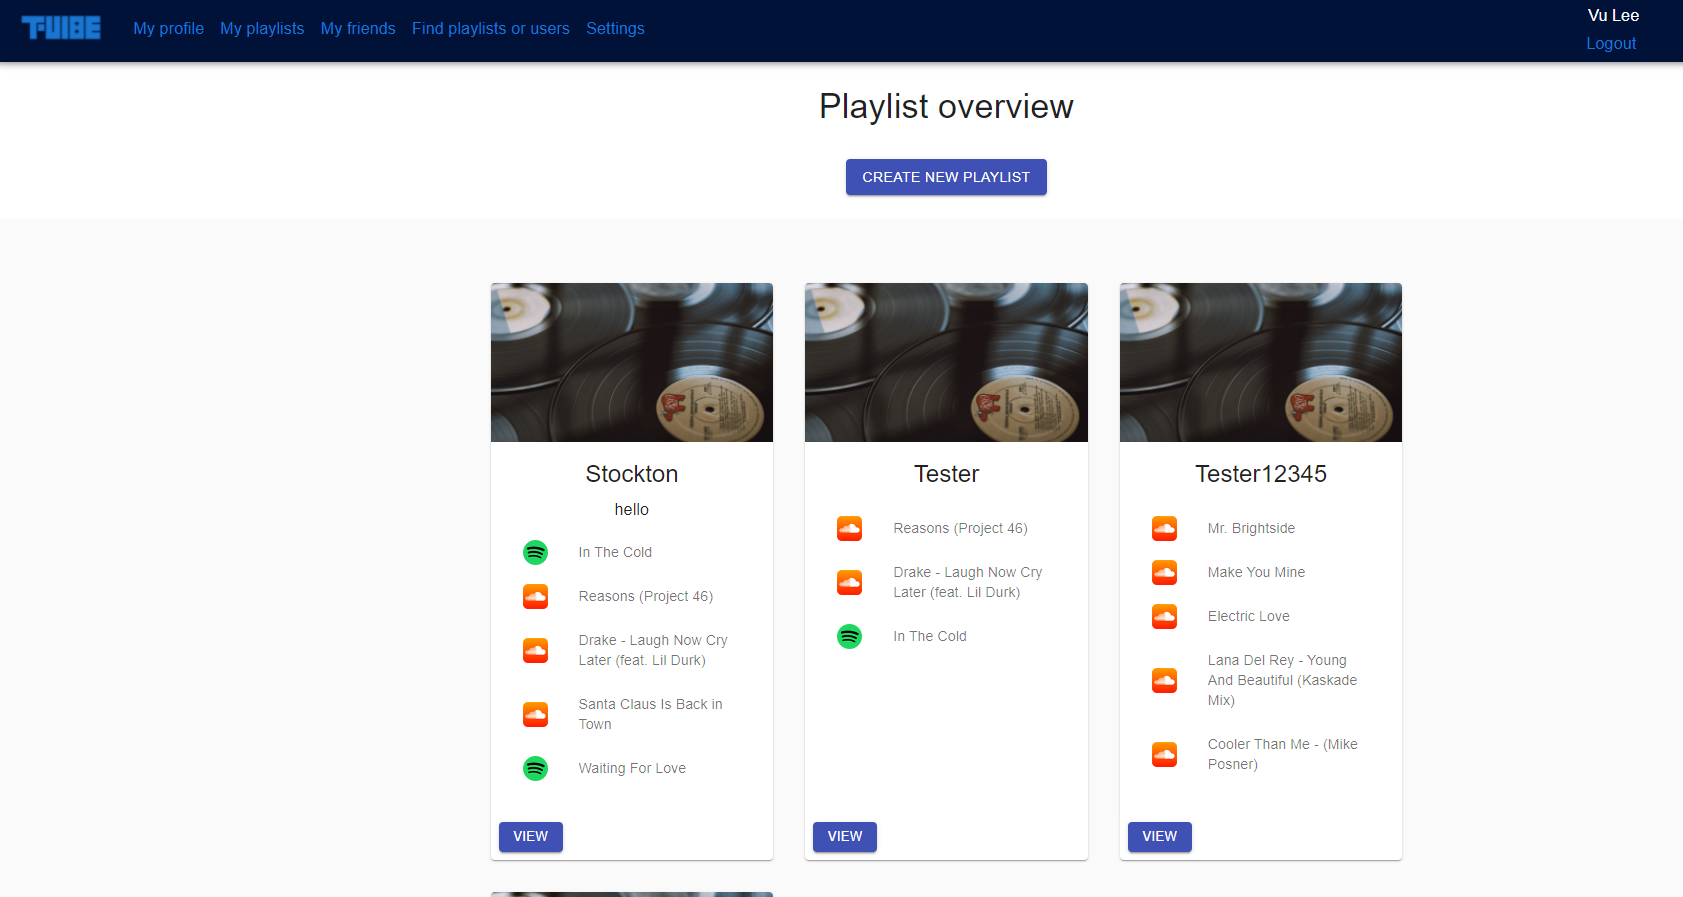 T-VIBE
My profile
My playlists
My friends
Find playlists or users
Settings
Vu Lee
Logout
Playlist overview
CREATE NEW PLAYLIST
Stockton
hello
In The Cold
Reasons (Project 46)
Drake - Laugh Now Cry
Later (feat. Lil Durk)
Santa Claus Is Back in
Town
Waiting For Love
VIEW
Tester
Reasons (Project 46)
Drake - Laugh Now Cry
Later (feat. Lil Durk)
In The Cold
VIEW
Tester12345
Mr. Brightside
Make You Mine
Electric Love
Lana Del Rey - Young
And Beautiful (Kaskade
Mix)
Cooler Than Me - (Mike
Posner)
VIEW